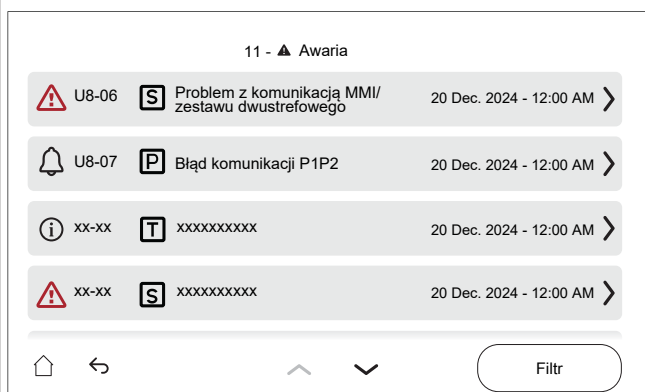 11 - Awaria
U8-06 S Problem z komunikacją MMI/
zestawu dwustrefowego 20 Dec. 2024 - 12:00 AM
U8-07 P Błąd komunikacji P1P2 20 Dec. 2024 - 12:00 AM
xx-xx T xxxxxxxxxx 20 Dec. 2024 - 12:00 AM
xx-xx S xxxxxxxxxx 20 Dec. 2024 - 12:00 AM
Filtr